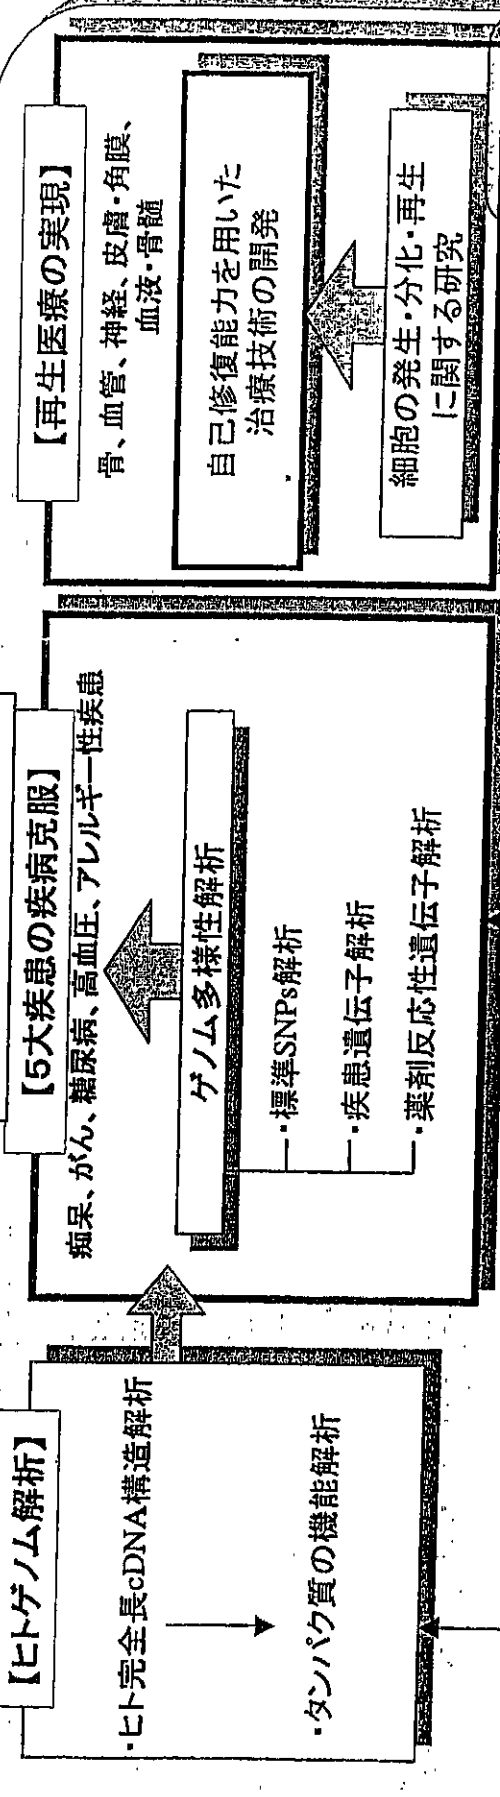 【ヒトゲノム解析】
・ヒト完全長cDNA構造解析
・タンパク質の機能解析
【5大疾患の疾病克服】
痴呆、がん、糖尿病、高血圧、アレルギー性疾患
ゲノム多様性解析
・標準SNPs解析
・疾患遺伝子解析
・薬剤反応性遺伝子解析
【再生医療の実現】
骨、血管、神経、皮膚・角膜、
血液・骨髄
自己修復能力を用いた
治療技術の開発
細胞の発生・分化・再生
に関する研究